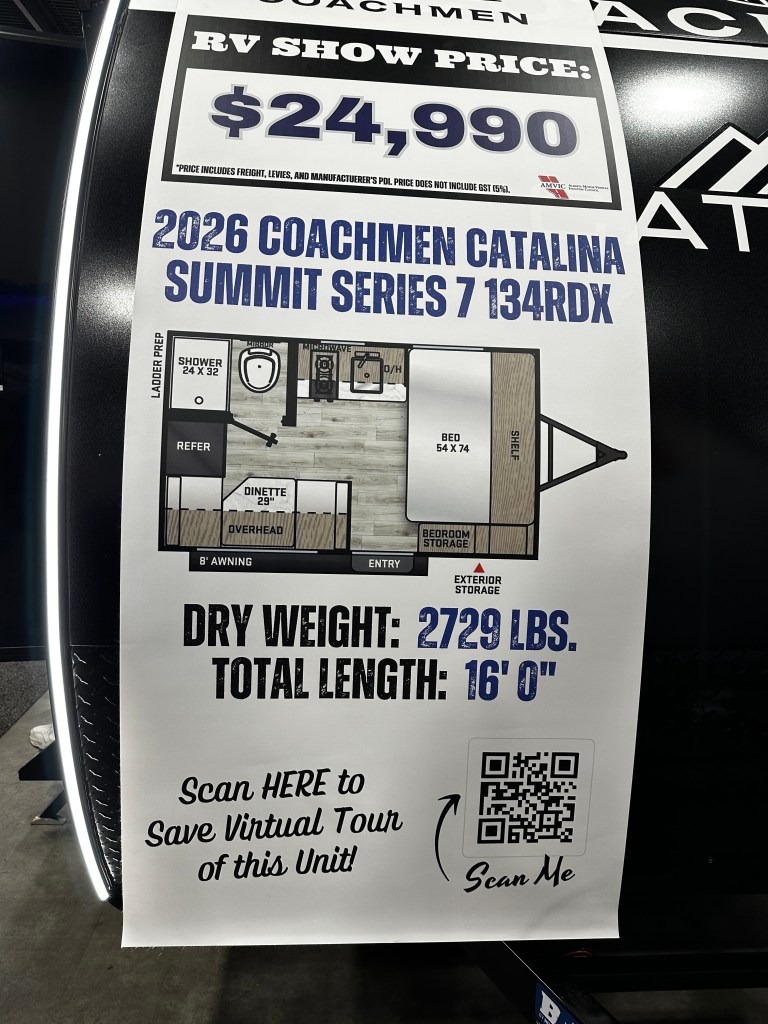 COACHMEN
RV SHOW PRICE:
$24,990
*PRICE INCLUDES FREIGHT, LEVIES, AND MANUFACTUERER'S PDI. PRICE DOES NOT INCLUDE GST (5%).
AMVIC
2026 COACHMEN CATALINA
SUMMIT SERIES 7 134RDX
LADDER PREP
SHOWER
24 X 32
MIRROR
MICROWAVE
O/H
REFER
BED
54 X 74
SHELF
DINETTE
29"
OVERHEAD
BEDROOM
STORAGE
8' AWNING
ENTRY
EXTERIOR
STORAGE
DRY WEIGHT: 2729 LBS.
TOTAL LENGTH: 16' 0"
Scan HERE to
Save Virtual Tour
of this Unit!
Scan Me
AT
B